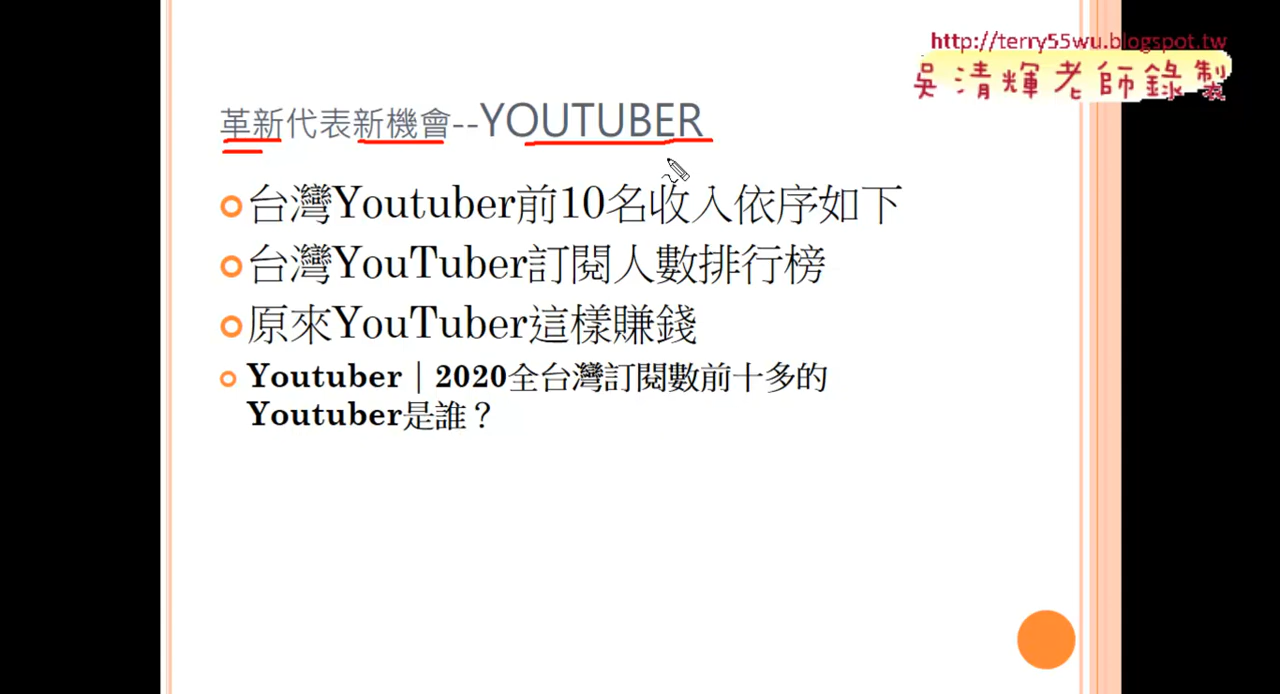 http://terry55wu.blogspot.tw
吳清輝老師錄製
革新代表新機會--YOUTUBER
台灣Youtuber前10名收入依序如下
台灣YouTuber訂閱人數排行榜
原來YouTuber這樣賺錢
Youtuber｜2020全台灣訂閱數前十多的
Youtuber是誰？